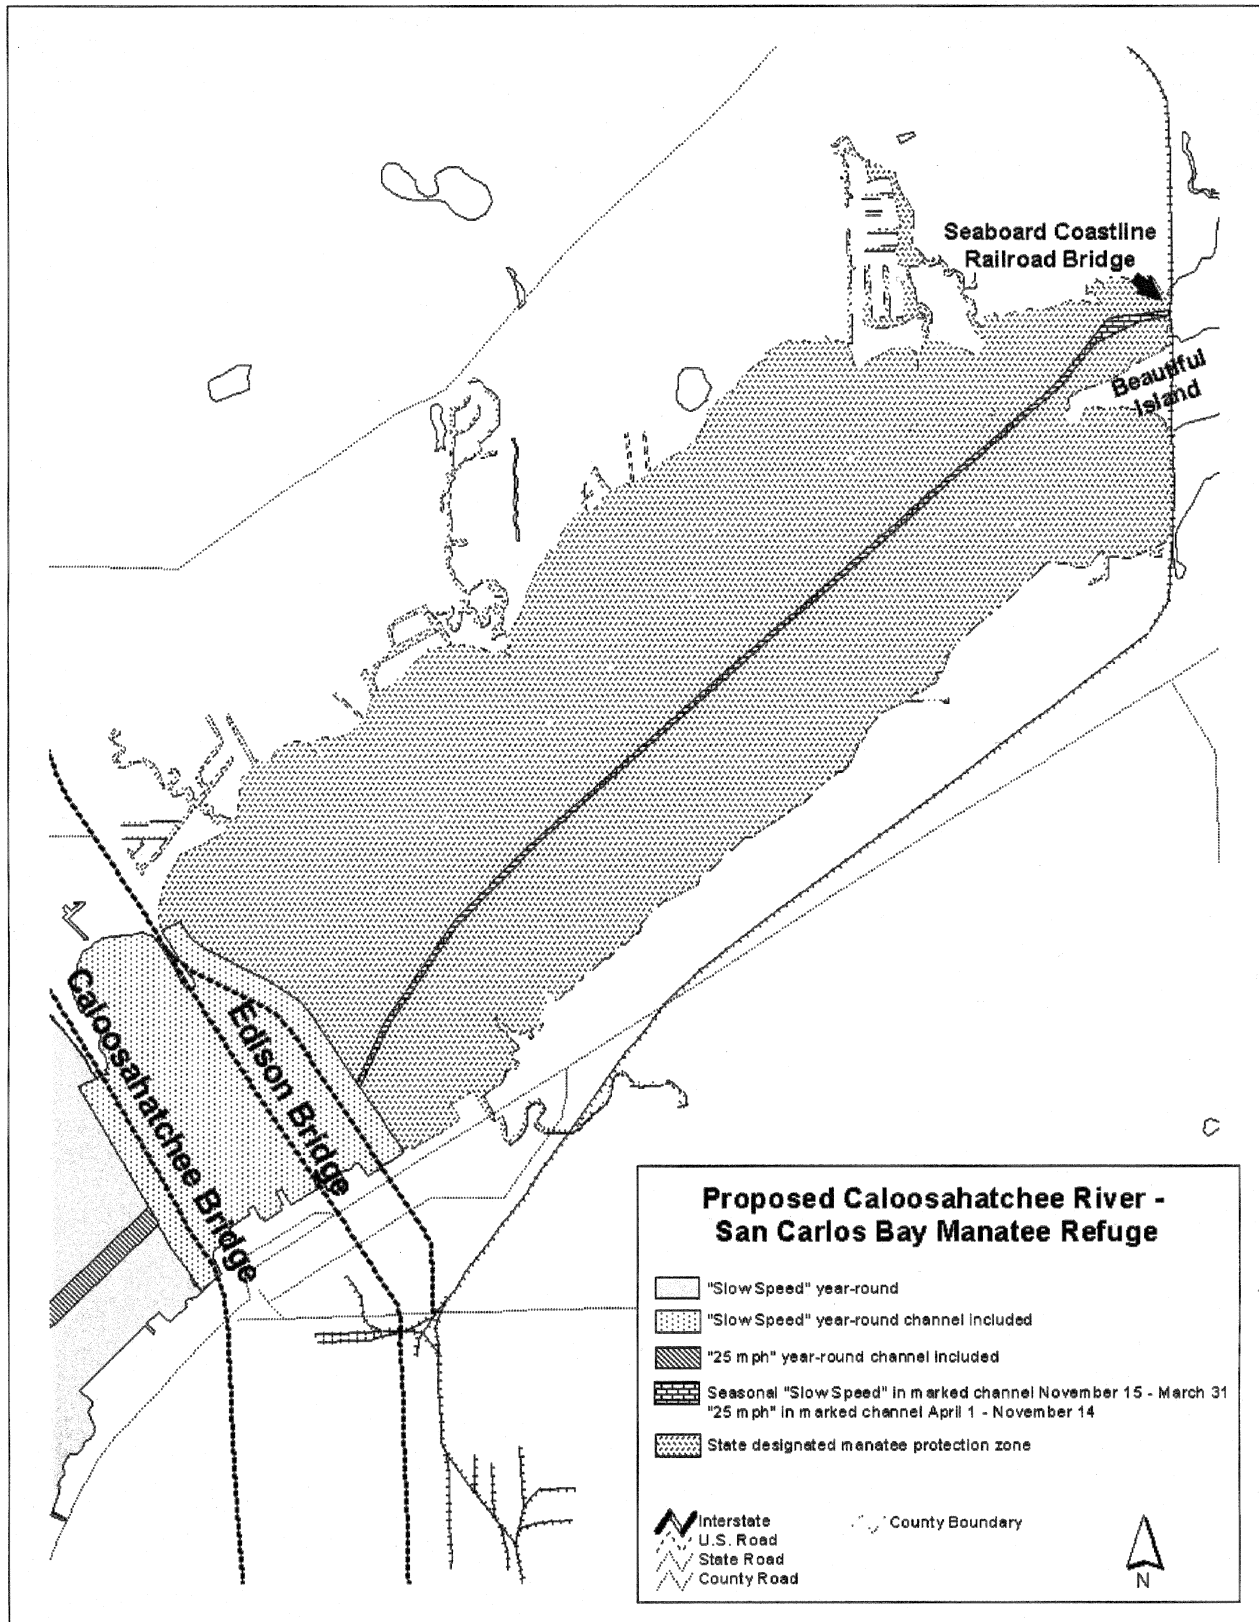 Seaboard Coastline
Railroad Bridge
Beautiful
Island
Caloosahatchee Bridge
Edison Bridge
Proposed Caloosahatchee River -
San Carlos Bay Manatee Refuge
"Slow Speed" year-round
"Slow Speed" year-round channel included
"25 mph" year-round channel included
Seasonal "Slow Speed" in marked channel November 15 - March 31
"25 mph" in marked channel April 1 - November 14
State designated manatee protection zone
Interstate
U.S. Road
State Road
County Road
County Boundary
N